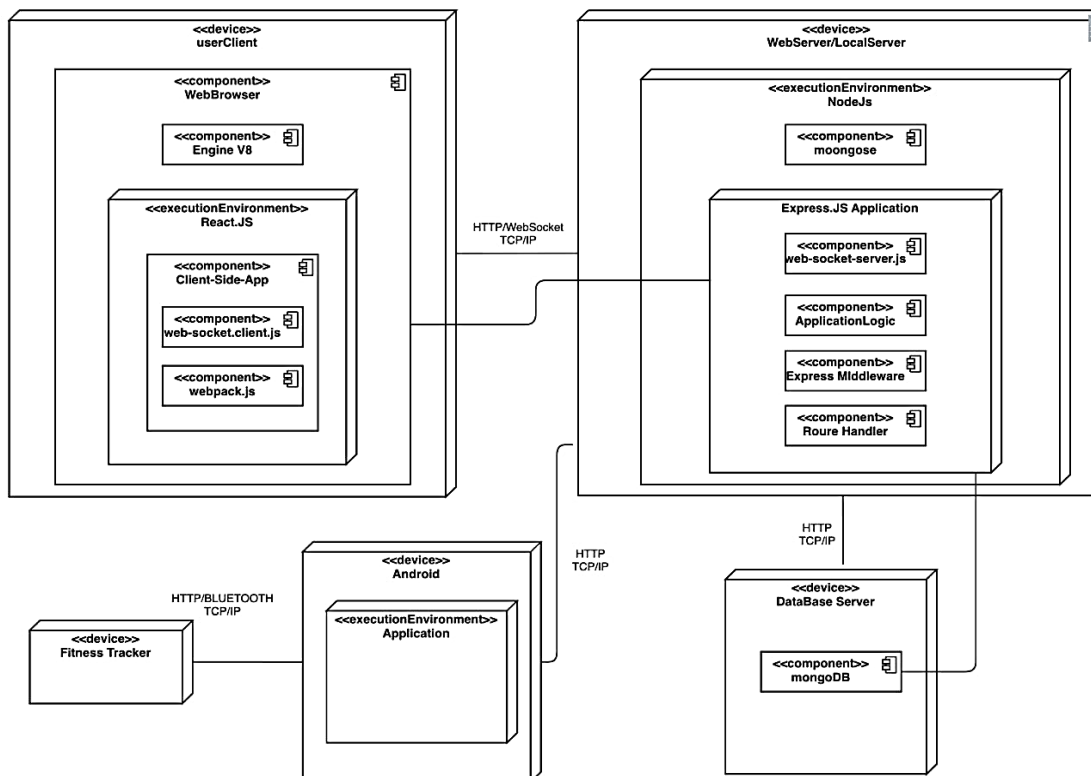 <<device>>
userClient
<<component>>
WebBrowser
<<component>>
Engine V8
<<executionEnvironment>>
React.JS
<<component>>
Client-Side-App
<<component>>
web-socket.client.js
<<component>>
webpack.js
HTTP/WebSocket
TCP/IP
<<device>>
WebServer/LocalServer
<<executionEnvironment>>
NodeJs
<<component>>
moongose
Express.JS Application
<<component>>
web-socket-server.js
<<component>>
ApplicationLogic
<<component>>
Express MIddleware
<<component>>
Roure Handler
HTTP
TCP/IP
HTTP
TCP/IP
<<device>>
Android
<<executionEnvironment>>
Application
HTTP/BLUETOOTH
TCP/IP
<<device>>
Fitness Tracker
<<device>>
DataBase Server
<<component>>
mongoDB